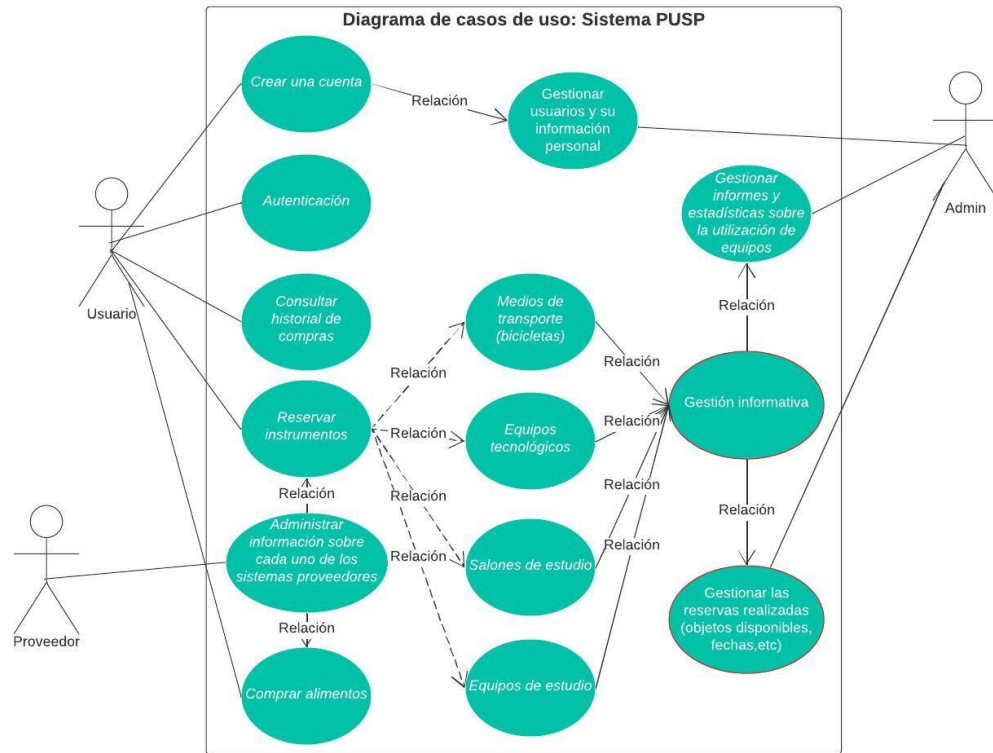 Diagrama de casos de uso: Sistema PUSP
Crear una cuenta
Relación
Gestionar
usuarios y su
información
personal
Admin
Autenticación
Gestionar
informes y
estadísticas sobre
la utilización de
equipos
Usuario
Consultar
historial de
compras
Medios de
transporte
(bicicletas)
Relación
Relación
Relación
Reservar
instrumentos
Relación
Equipos
tecnológicos
Relación
Gestión informativa
Relación
Relación
Relación
Relación
Administrar
información sobre
cada uno de los
sistemas proveedores
Relación
Salones de estudio
Relación
Proveedor
Relación
Gestionar las
reservas realizadas
(objetos disponibles,
fechas,etc)
Comprar alimentos
Equipos de estudio